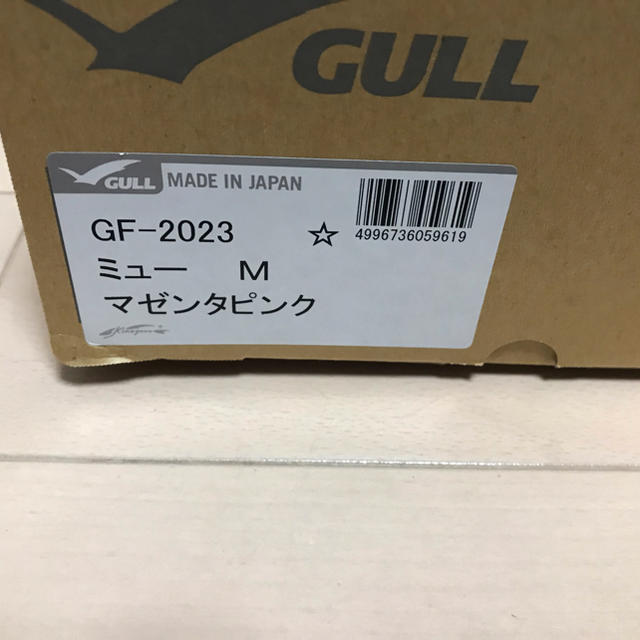 GULL
GULL MADE IN JAPAN
GF-2023 ☆
4996736059619
ミュー M
マゼンタピンク